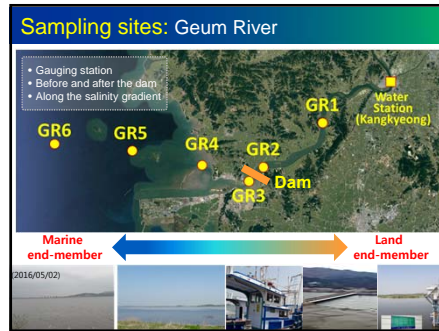 Sampling sites: Geum River
• Gauging station
• Before and after the dam
• Along the salinity gradient
Water
Station
(Kangkyeong)
GR1
GR6
GR5
GR4
GR2
Dam
GR3
Marine
end-member
Land
end-member
(2016/05/02)